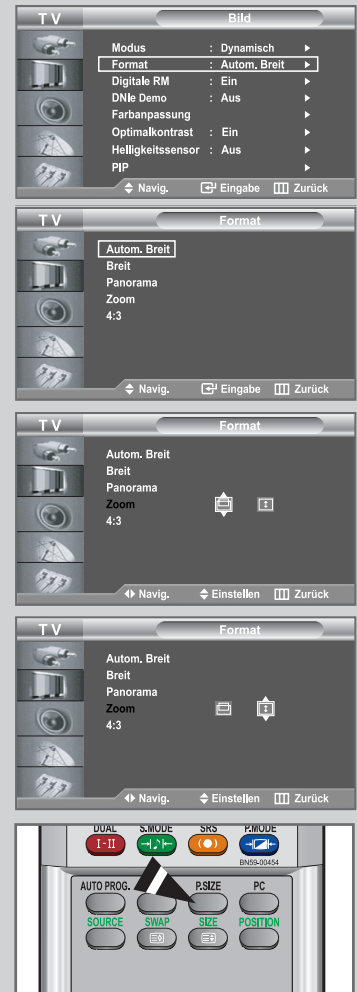 TV Bild
Modus : Dynamisch
Format : Autom. Breit
Digitale RM : Ein
DNIe Demo : Aus
Farbanpassung
Optimalkontrast : Ein
Helligkeitssensor : Aus
PIP
Navig. Eingabe Zurück
TV Format
Autom. Breit
Breit
Panorama
Zoom
4:3
Navig. Eingabe Zurück
TV Format
Autom. Breit
Breit
Panorama
Zoom
4:3
Navig. Einstellen Zurück
TV Format
Autom. Breit
Breit
Panorama
Zoom
4:3
Navig. Einstellen Zurück
DUAL S.MODE SRS P.MODE
I-II
BN59-00454
AUTO PROG. P.SIZE PC
SOURCE SWAP SIZE POSITION